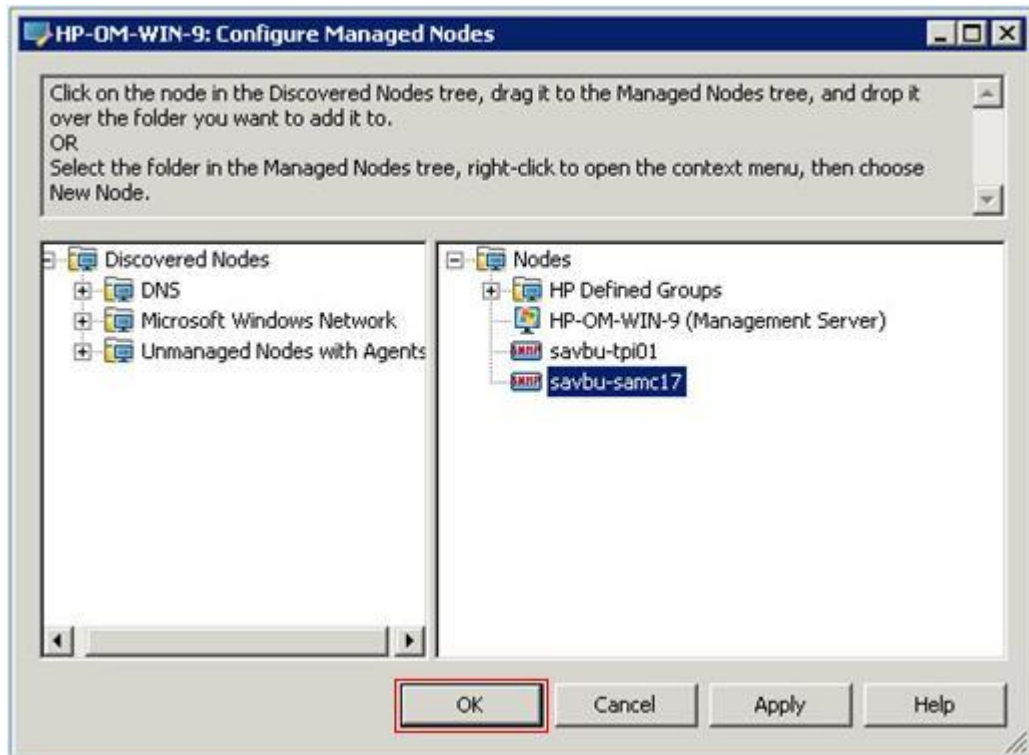 HP-OM-WIN-9: Configure Managed Nodes
Click on the node in the Discovered Nodes tree, drag it to the Managed Nodes tree, and drop it
over the folder you want to add it to.
OR
Select the folder in the Managed Nodes tree, right-click to open the context menu, then choose
New Node.
Discovered Nodes
DNS
Microsoft Windows Network
Unmanaged Nodes with Agents
Nodes
HP Defined Groups
HP-OM-WIN-9 (Management Server)
SNMP savbu-tpi01
SNMP savbu-samc17
OK Cancel Apply Help